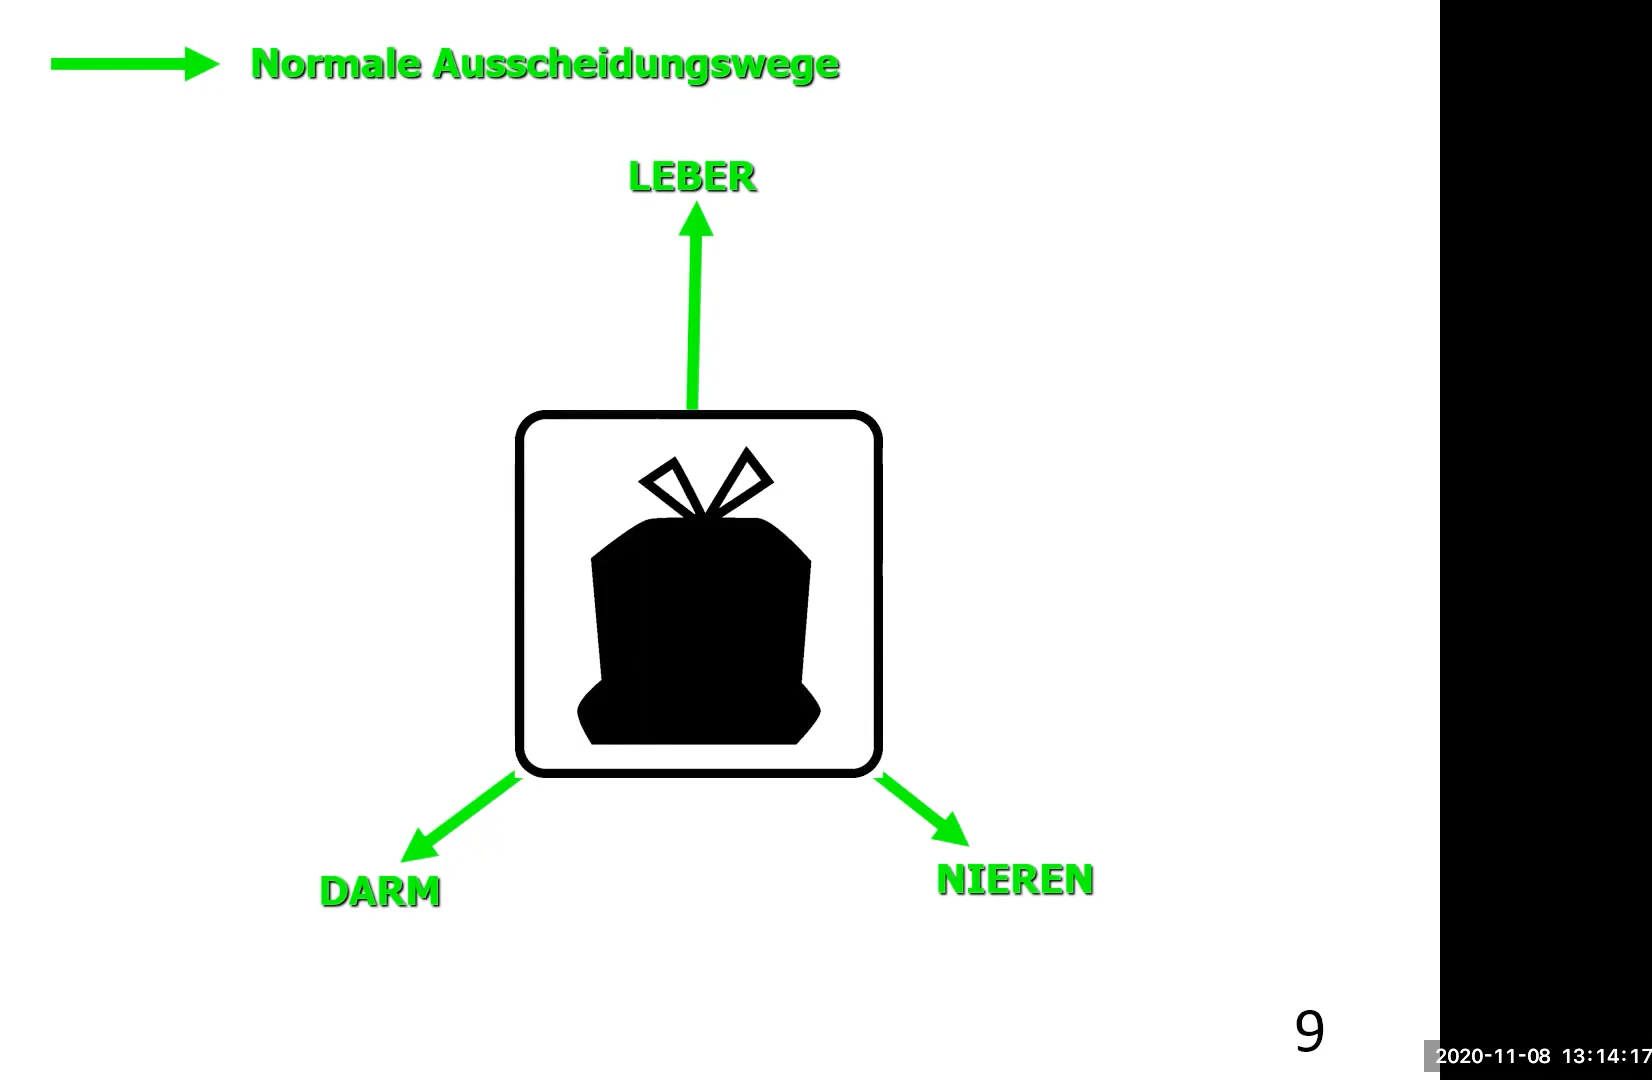 Normale Ausscheidungswege
LEBER
DARM
NIEREN
9
2020-11-08 13:14:17